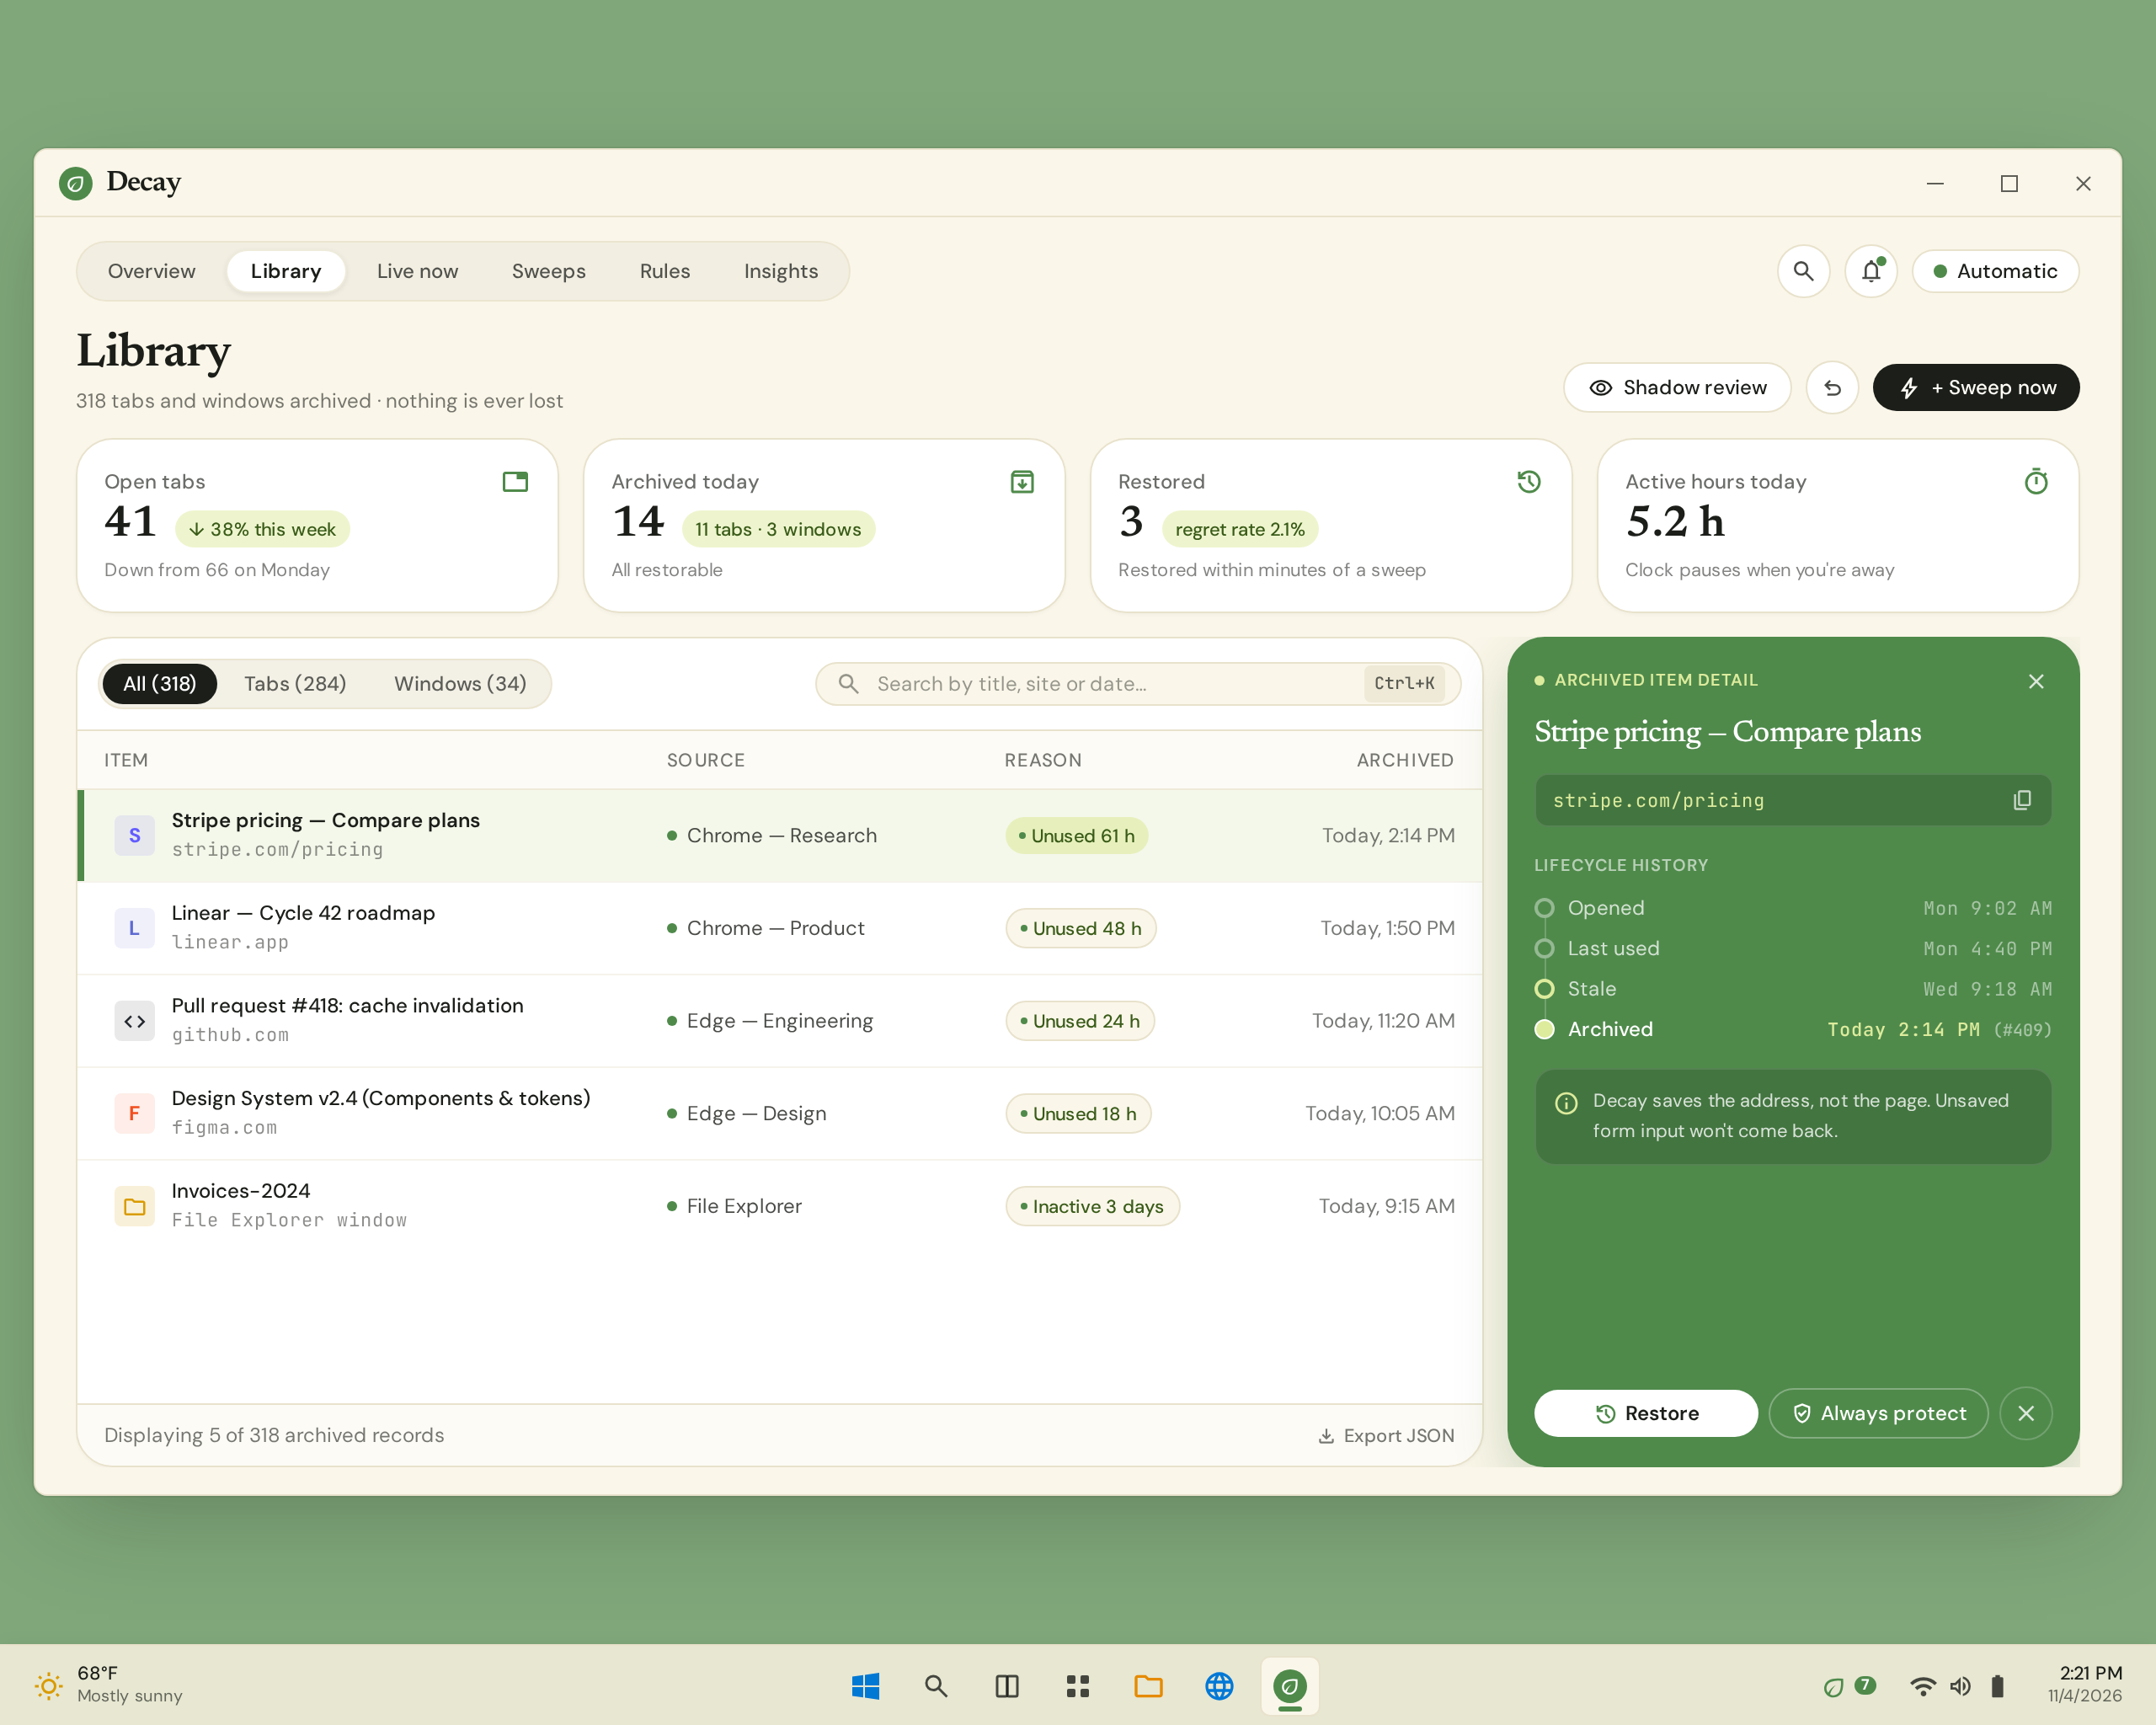 Decay
Overview Library Live now Sweeps Rules Insights
Automatic
Library
318 tabs and windows archived · nothing is ever lost
Shadow review
+ Sweep now
Open tabs
41 ↓ 38% this week
Down from 66 on Monday
Archived today
14 11 tabs · 3 windows
All restorable
Restored
3 regret rate 2.1%
Restored within minutes of a sweep
Active hours today
5.2 h
Clock pauses when you're away
All (318) Tabs (284) Windows (34)
Search by title, site or date... Ctrl+K
ITEM SOURCE REASON ARCHIVED
S
Stripe pricing — Compare plans
stripe.com/pricing
Chrome — Research
Unused 61 h
Today, 2:14 PM
L
Linear — Cycle 42 roadmap
linear.app
Chrome — Product
Unused 48 h
Today, 1:50 PM
Pull request #418: cache invalidation
github.com
Edge — Engineering
Unused 24 h
Today, 11:20 AM
F
Design System v2.4 (Components & tokens)
figma.com
Edge — Design
Unused 18 h
Today, 10:05 AM
Invoices-2024
File Explorer window
File Explorer
Inactive 3 days
Today, 9:15 AM
Displaying 5 of 318 archived records
Export JSON
ARCHIVED ITEM DETAIL
Stripe pricing — Compare plans
stripe.com/pricing
LIFECYCLE HISTORY
Opened Mon 9:02 AM
Last used Mon 4:40 PM
Stale Wed 9:18 AM
Archived Today 2:14 PM (#409)
Decay saves the address, not the page. Unsaved
form input won't come back.
Restore
Always protect
68°F
Mostly sunny
7
2:21 PM
11/4/2026